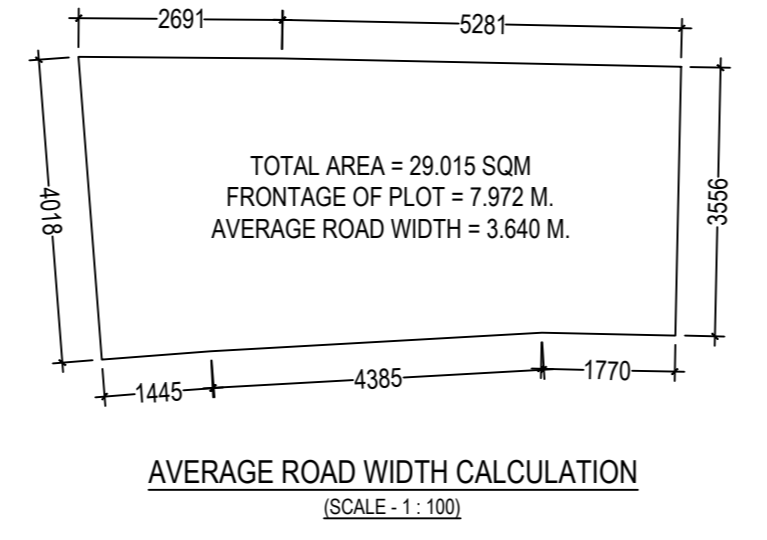 2691
5281
4018
TOTAL AREA = 29.015 SQM
FRONTAGE OF PLOT = 7.972 M.
AVERAGE ROAD WIDTH = 3.640 M.
3556
1445
4385
1770
AVERAGE ROAD WIDTH CALCULATION
(SCALE - 1 : 100)